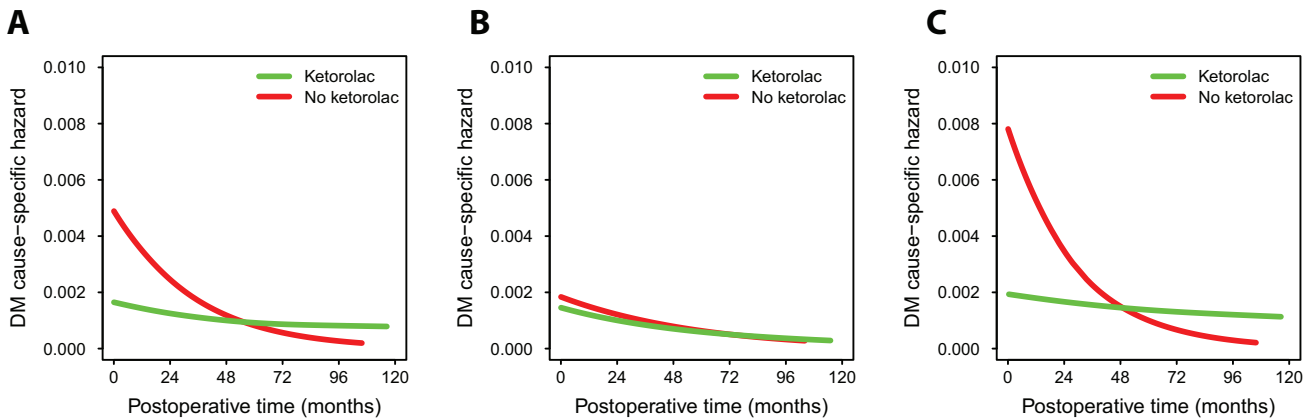 A
DM cause–specific hazard
0.010
0.008
0.006
0.004
0.002
0.000
Ketorolac
No ketorolac
0 24 48 72 96 120
Postoperative time (months)
B
DM cause–specific hazard
0.010
0.008
0.006
0.004
0.002
0.000
Ketorolac
No ketorolac
0 24 48 72 96 120
Postoperative time (months)
C
DM cause–specific hazard
0.010
0.008
0.006
0.004
0.002
0.000
Ketorolac
No ketorolac
0 24 48 72 96 120
Postoperative time (months)